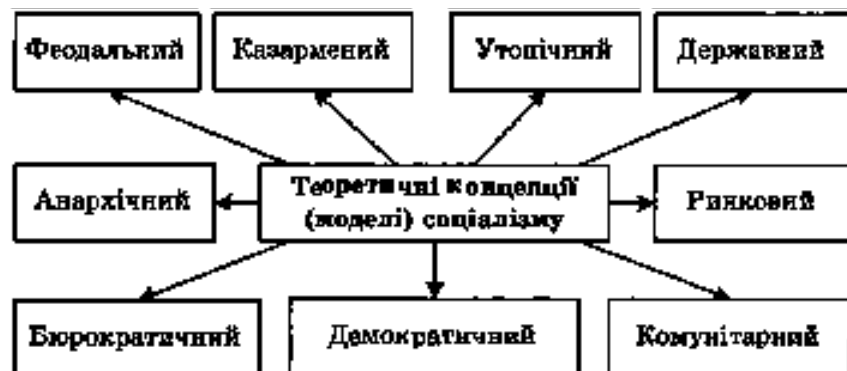 Феодальний
Казармений
Утопічний
Державний
Анархічний
Теоретичні концепції
(моделі) соціалізму
Ринковий
Бюрократичний
Демократичний
Комунітарний